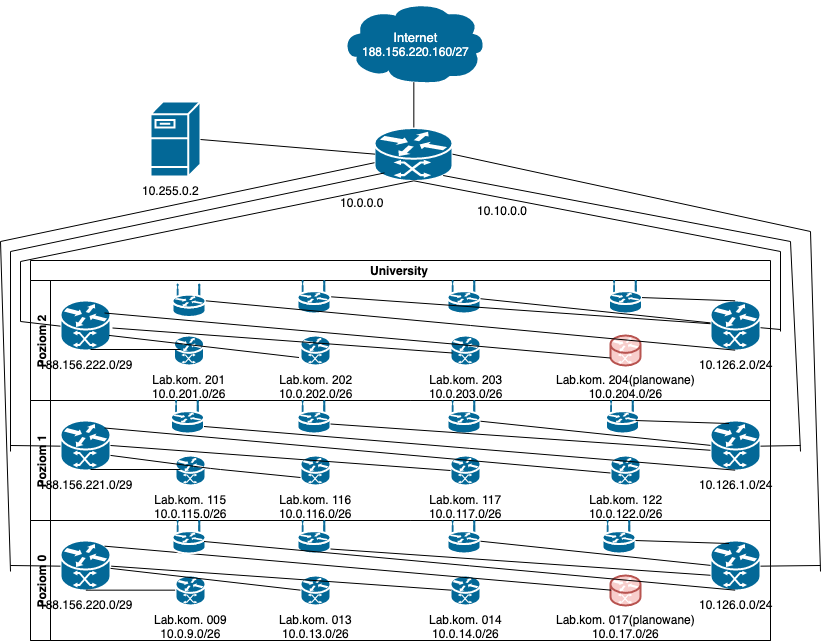 Internet
188.156.220.160/27
10.255.0.2
10.0.0.0
10.10.0.0
University
Poziom 2
188.156.222.0/29
10.126.2.0/24
Lab.kom. 201
10.0.201.0/26
Lab.kom. 202
10.0.202.0/26
Lab.kom. 203
10.0.203.0/26
Lab.kom. 204(planowane)
10.0.204.0/26
Poziom 1
188.156.221.0/29
10.126.1.0/24
Lab.kom. 115
10.0.115.0/26
Lab.kom. 116
10.0.116.0/26
Lab.kom. 117
10.0.117.0/26
Lab.kom. 122
10.0.122.0/26
Poziom 0
188.156.220.0/29
10.126.0.0/24
Lab.kom. 009
10.0.9.0/26
Lab.kom. 013
10.0.13.0/26
Lab.kom. 014
10.0.14.0/26
Lab.kom. 017(planowane)
10.0.17.0/26